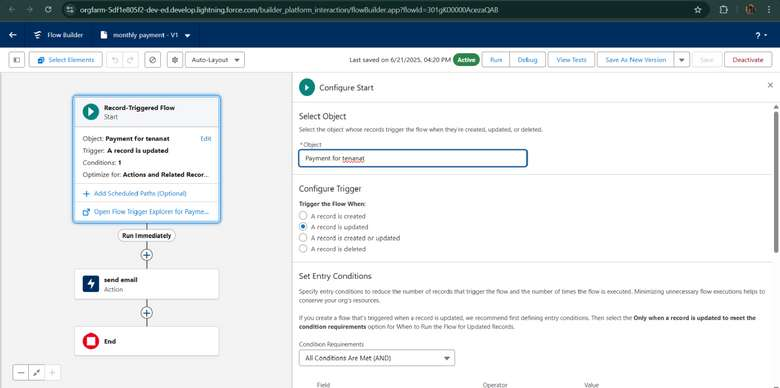 orgfarm-5df1e805f2-dev-ed.develop.lightning.force.com/builder_platform_interaction/flowBuilder.app?flowId=301gK00000AcezaQAB
Flow Builder
monthly payment - V1
?
Select Elements
Auto-Layout
Last saved on 6/21/2025, 04:20 PM
Active
Run
Debug
View Tests
Save As New Version
Save
Deactivate
Record-Triggered Flow
Start
Object: Payment for tenanat
Edit
Trigger: A record is updated
Conditions: 1
Optimize for: Actions and Related Recor...
Add Scheduled Paths (Optional)
Open Flow Trigger Explorer for Payme...
Run Immediately
send email
Action
End
Configure Start
Select Object
Select the object whose records trigger the flow when they're created, updated, or deleted.
*Object
Payment for tenanat
Configure Trigger
Trigger the Flow When:
A record is created
A record is updated
A record is created or updated
A record is deleted
Set Entry Conditions
Specify entry conditions to reduce the number of records that trigger the flow and the number of times the flow is executed. Minimizing unnecessary flow executions helps to
conserve your org's resources.
If you create a flow that's triggered when a record is updated, we recommend first defining entry conditions. Then select the Only when a record is updated to meet the
condition requirements option for When to Run the Flow for Updated Records.
Condition Requirements
All Conditions Are Met (AND)
Field
Operator
Value